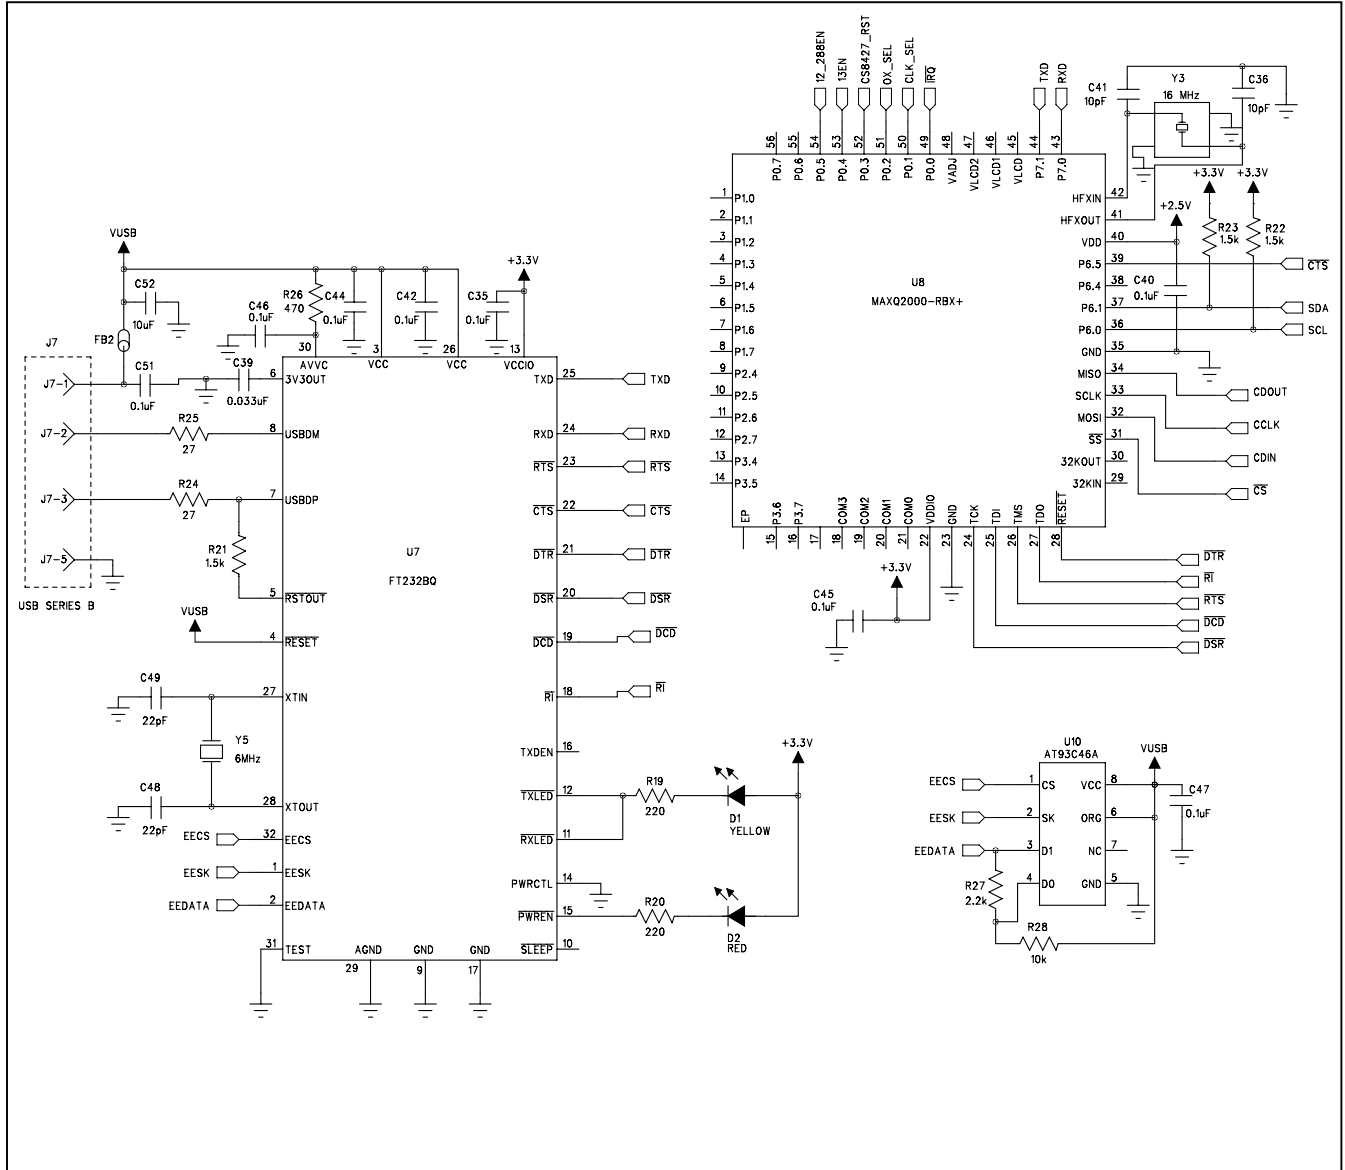 12_288EN
13EN
CS8427_RST
OX_SEL
CLK_SEL
IRQ
TXD
RXD
C41
10pF
Y3
16 MHz
C36
10pF
56
55
54
53
52
51
50
49
48
47
46
45
44
43
P0.7
P0.6
P0.5
P0.4
P0.3
P0.2
P0.1
P0.0
VADJ
VLCD2
VLCD1
VLCD
P7.1
P7.0
1 P1.0
2 P1.1
3 P1.2
4 P1.3
5 P1.4
6 P1.5
7 P1.6
8 P1.7
9 P2.4
10 P2.5
11 P2.6
12 P2.7
13 P3.4
14 P3.5
U8
MAXQ2000-RBX+
HFXIN 42
HFXOUT 41
VDD 40
P6.5 39
P6.4 38
P6.1 37
P6.0 36
GND 35
MISO 34
SCLK 33
MOSI 32
SS 31
32KOUT 30
32KIN 29
+3.3V
+3.3V
+2.5V
R23
1.5k
R22
1.5k
C40
0.1uF
CTS
SDA
SCL
CDOUT
CCLK
CDIN
CS
EP
P3.6
P3.7
COM3
COM2
COM1
COM0
VDDIO
GND
TCK
TDI
TMS
TDO
RESET
15
16
17
18
19
20
21
22
23
24
25
26
27
28
+3.3V
C45
0.1uF
DTR
RI
RTS
DCD
DSR
VUSB
C52
10uF
FB2
C46
0.1uF
R26
470
C44
0.1uF
C42
0.1uF
C35
0.1uF
+3.3V
J7
J7-1
J7-2
J7-3
J7-5
USB SERIES B
C51
0.1uF
C39
0.033uF
R25
27
R24
27
R21
1.5k
VUSB
C49
22pF
Y5
6MHz
C48
22pF
EECS
EESK
EEDATA
30
3
26
13
AVVC
VCC
VCC
VCCIO
6 3V3OUT
8 USBDM
7 USBDP
5 RSTOUT
4 RESET
27 XTIN
28 XTOUT
32 EECS
1 EESK
2 EEDATA
31 TEST
U7
FT232BQ
TXD 25 TXD
RXD 24 RXD
RTS 23 RTS
CTS 22 CTS
DTR 21 DTR
DSR 20 DSR
DCD 19 DCD
RI 18 RI
TXDEN 16
TXLED 12
RXLED 11
PWRCTL 14
PWREN 15
SLEEP 10
AGND
GND
GND
29
9
17
R19
220
D1
YELLOW
+3.3V
R20
220
D2
RED
U10
AT93C46A
VUSB
EECS 1 CS
EESK 2 SK
EEDATA 3 D1
4 DO
VCC 8
ORG 6
NC 7
GND 5
C47
0.1uF
R27
2.2k
R28
10k